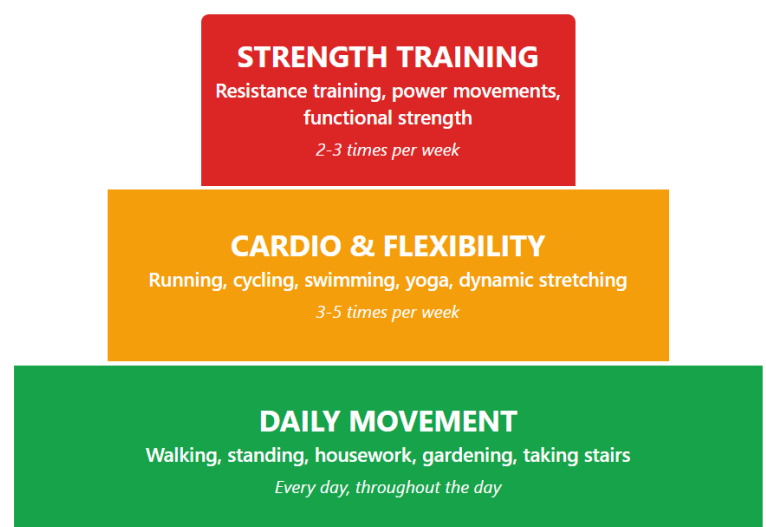 STRENGTH TRAINING
Resistance training, power movements,
functional strength
2-3 times per week
CARDIO & FLEXIBILITY
Running, cycling, swimming, yoga, dynamic stretching
3-5 times per week
DAILY MOVEMENT
Walking, standing, housework, gardening, taking stairs
Every day, throughout the day